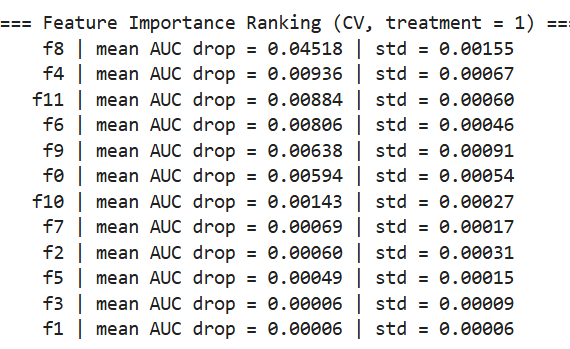 === Feature Importance Ranking (CV, treatment = 1) ===
f8 | mean AUC drop = 0.04518 | std = 0.00155
f4 | mean AUC drop = 0.00936 | std = 0.00067
f11 | mean AUC drop = 0.00884 | std = 0.00060
f6 | mean AUC drop = 0.00806 | std = 0.00046
f9 | mean AUC drop = 0.00638 | std = 0.00091
f0 | mean AUC drop = 0.00594 | std = 0.00054
f10 | mean AUC drop = 0.00143 | std = 0.00027
f7 | mean AUC drop = 0.00069 | std = 0.00017
f2 | mean AUC drop = 0.00060 | std = 0.00031
f5 | mean AUC drop = 0.00049 | std = 0.00015
f3 | mean AUC drop = 0.00006 | std = 0.00009
f1 | mean AUC drop = 0.00006 | std = 0.00006